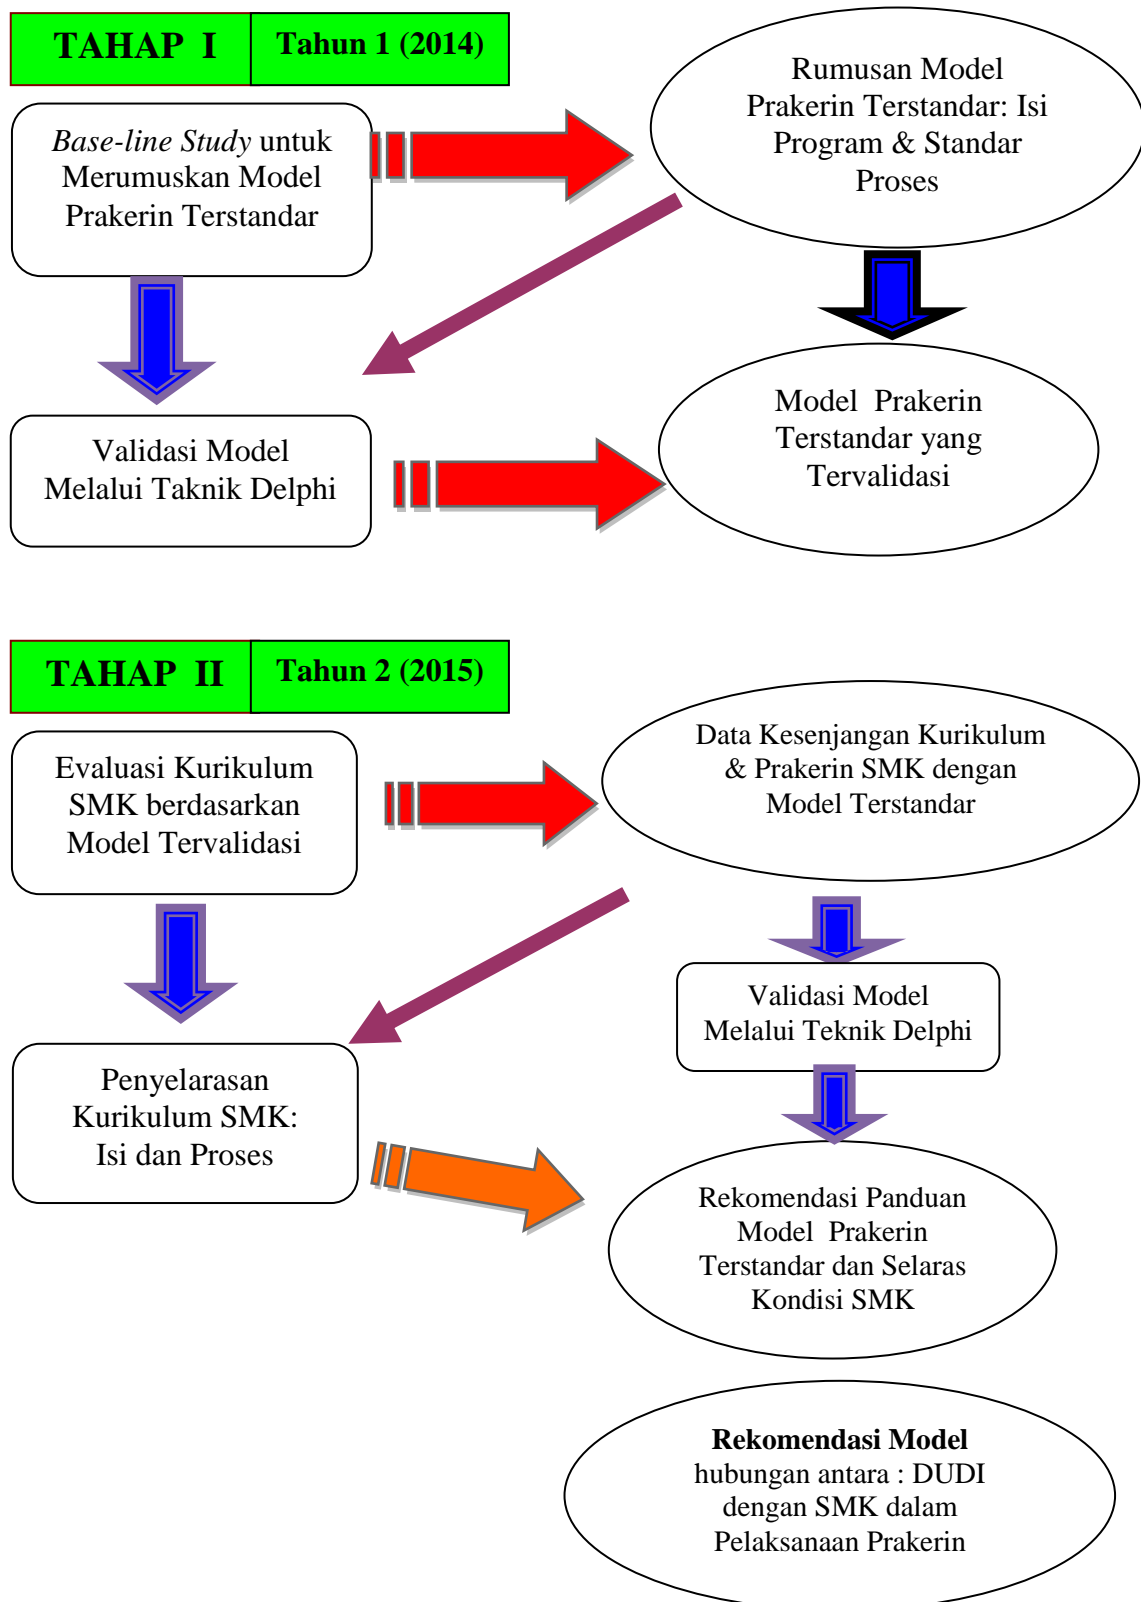 TAHAP I
Tahun 1 (2014)
Base-line Study untuk
Merumuskan Model
Prakerin Terstandar
Rumusan Model
Prakerin Terstandar: Isi
Program & Standar
Proses
Validasi Model
Melalui Taknik Delphi
Model Prakerin
Terstandar yang
Tervalidasi
TAHAP II
Tahun 2 (2015)
Evaluasi Kurikulum
SMK berdasarkan
Model Tervalidasi
Data Kesenjangan Kurikulum
& Prakerin SMK dengan
Model Terstandar
Validasi Model
Melalui Teknik Delphi
Penyelarasan
Kurikulum SMK:
Isi dan Proses
Rekomendasi Panduan
Model Prakerin
Terstandar dan Selaras
Kondisi SMK
Rekomendasi Model
hubungan antara : DUDI
dengan SMK dalam
Pelaksanaan Prakerin